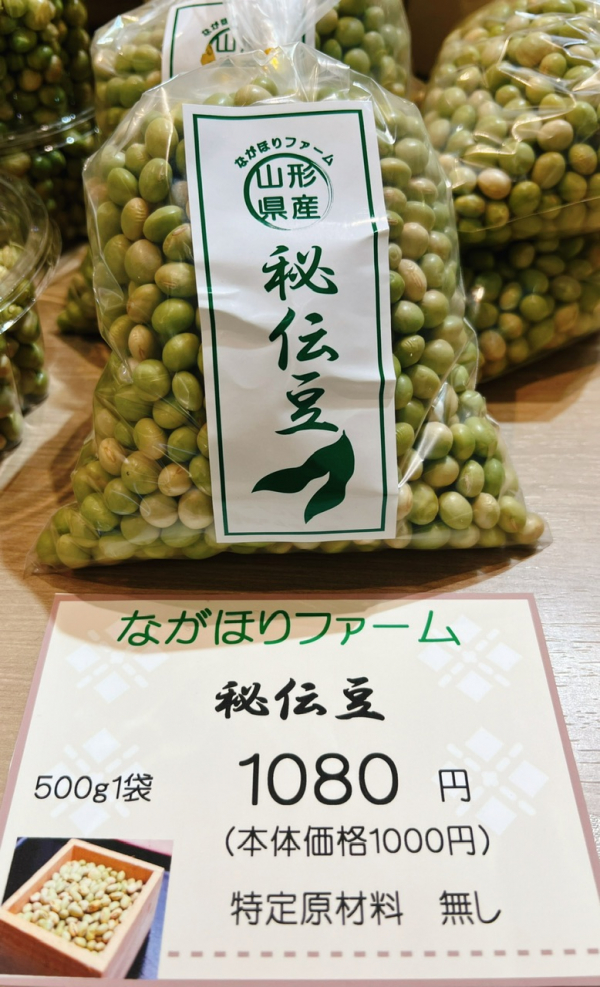 山形
ながほりファーム
山形
県産
秘伝豆
ながほりファーム
秘伝豆
500g1袋
1080 円
(本体価格1000円)
特定原材料 無し